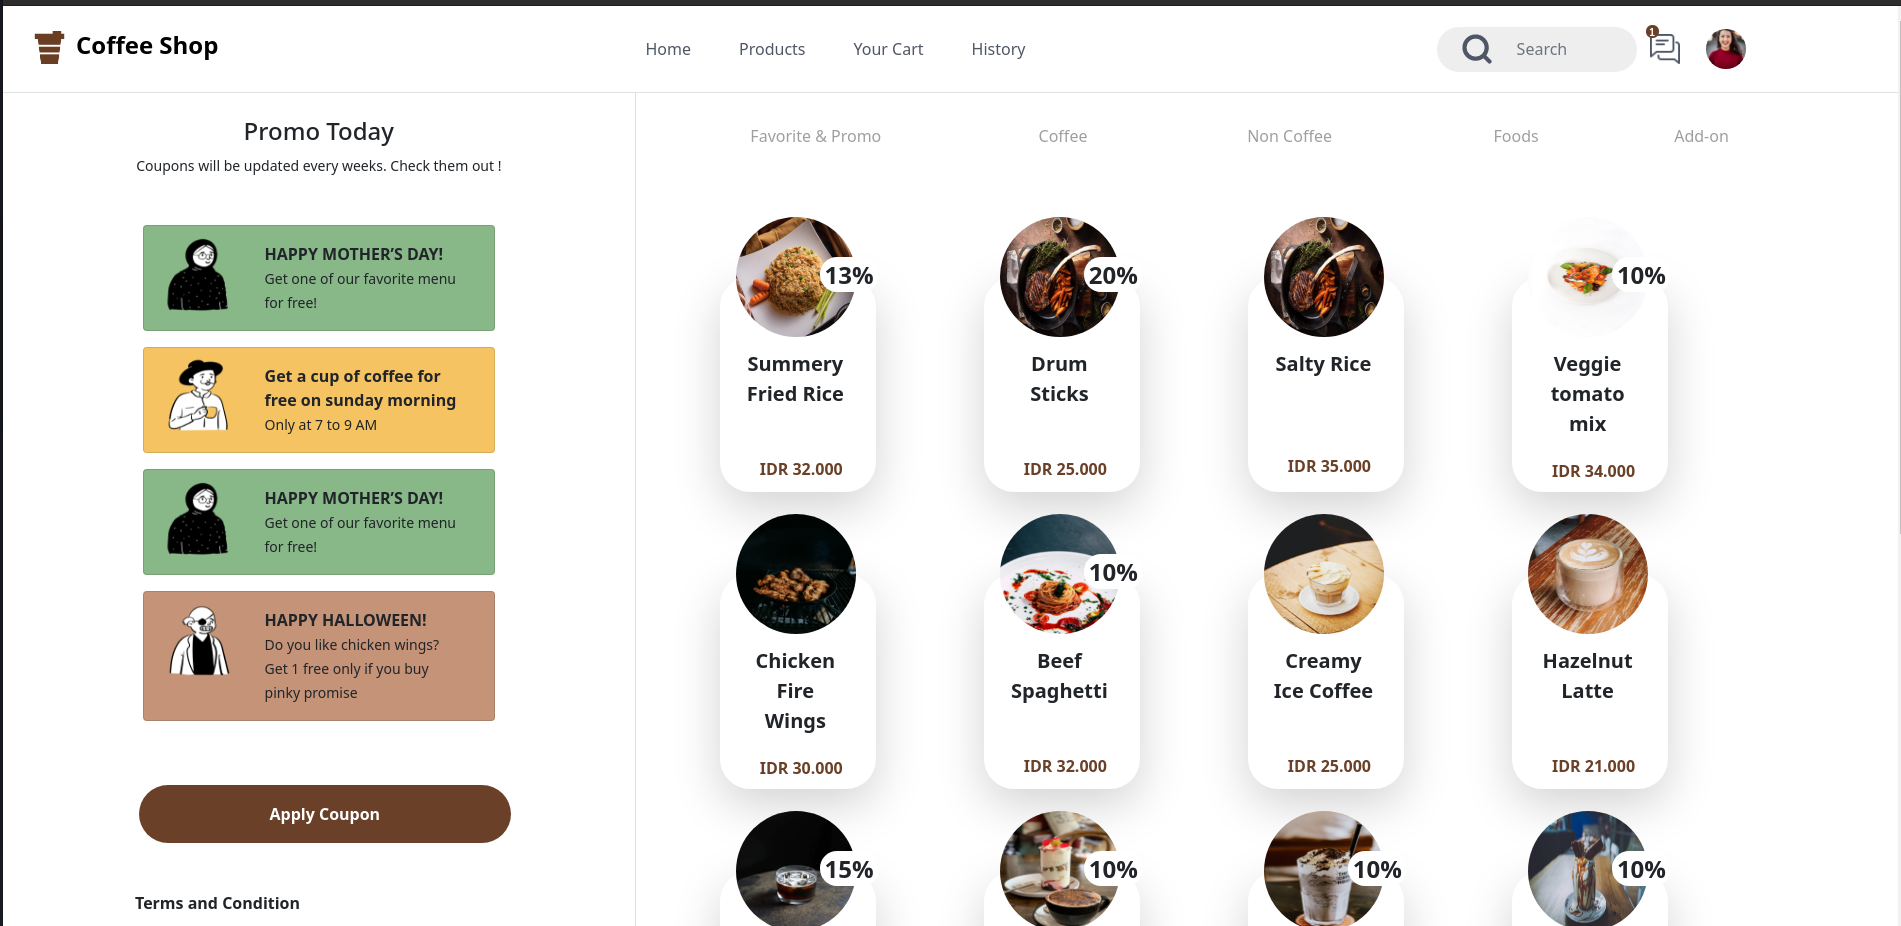 Coffee Shop
Home
Products
Your Cart
History
Search
1
Promo Today
Coupons will be updated every weeks. Check them out !
HAPPY MOTHER’S DAY!
Get one of our favorite menu
for free!
Get a cup of coffee for
free on sunday morning
Only at 7 to 9 AM
HAPPY MOTHER’S DAY!
Get one of our favorite menu
for free!
HAPPY HALLOWEEN!
Do you like chicken wings?
Get 1 free only if you buy
pinky promise
Apply Coupon
Terms and Condition
Favorite & Promo
Coffee
Non Coffee
Foods
Add-on
13%
Summery
Fried Rice
IDR 32.000
20%
Drum
Sticks
IDR 25.000
Salty Rice
IDR 35.000
10%
Veggie
tomato
mix
IDR 34.000
Chicken
Fire
Wings
IDR 30.000
10%
Beef
Spaghetti
IDR 32.000
Creamy
Ice Coffee
IDR 25.000
Hazelnut
Latte
IDR 21.000
15%
10%
10%
10%